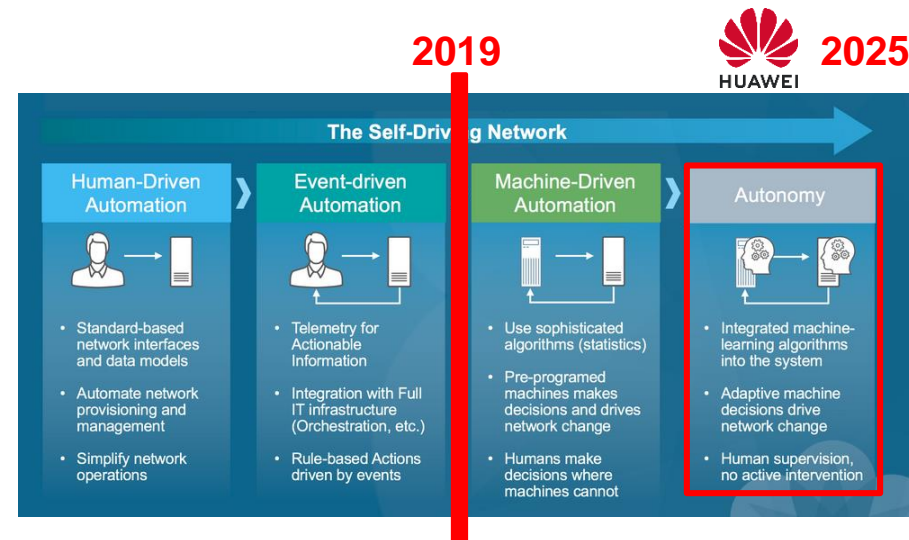 2019
HUAWEI
2025
The Self-Driving Network
Human-Driven
Automation
• Standard-based
network interfaces
and data models
• Automate network
provisioning and
management
• Simplify network
operations
Event-driven
Automation
• Telemetry for
Actionable
Information
• Integration with Full
IT infrastructure
(Orchestration, etc.)
• Rule-based Actions
driven by events
Machine-Driven
Automation
• Use sophisticated
algorithms (statistics)
• Pre-programed
machines makes
decisions and drives
network change
• Humans make
decisions where
machines cannot
Autonomy
• Integrated machine-
learning algorithms
into the system
• Adaptive machine
decisions drive
network change
• Human supervision,
no active intervention